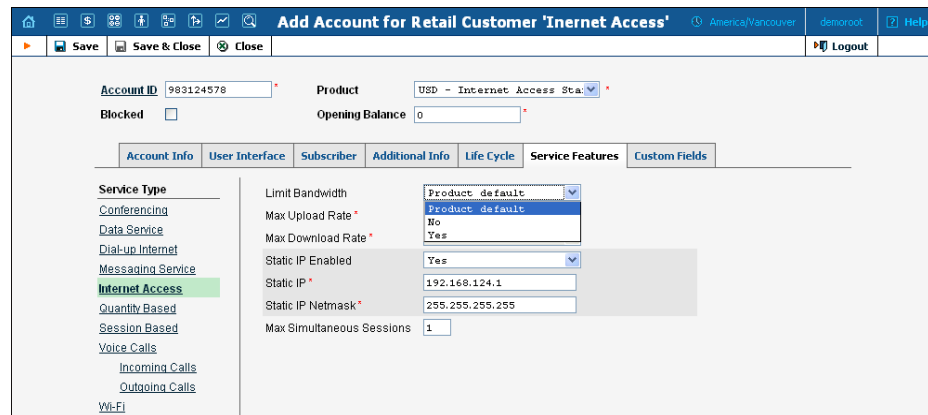 Add Account for Retail Customer 'Inernet Access' America/Vancouver demoroot ? Help
Save Save & Close Close Logout
Account ID 983124578 * Product USD - Internet Access Sta *
Blocked Opening Balance 0 *
Account Info User Interface Subscriber Additional Info Life Cycle Service Features Custom Fields
Service Type
Conferencing
Data Service
Dial-up Internet
Messaging Service
Internet Access
Quantity Based
Session Based
Voice Calls
Incoming Calls
Outgoing Calls
Wi-Fi
Limit Bandwidth Product default
Product default
Max Upload Rate *
No
Max Download Rate *
Yes
Static IP Enabled Yes
Static IP * 192.168.124.1
Static IP Netmask * 255.255.255.255
Max Simultaneous Sessions 1